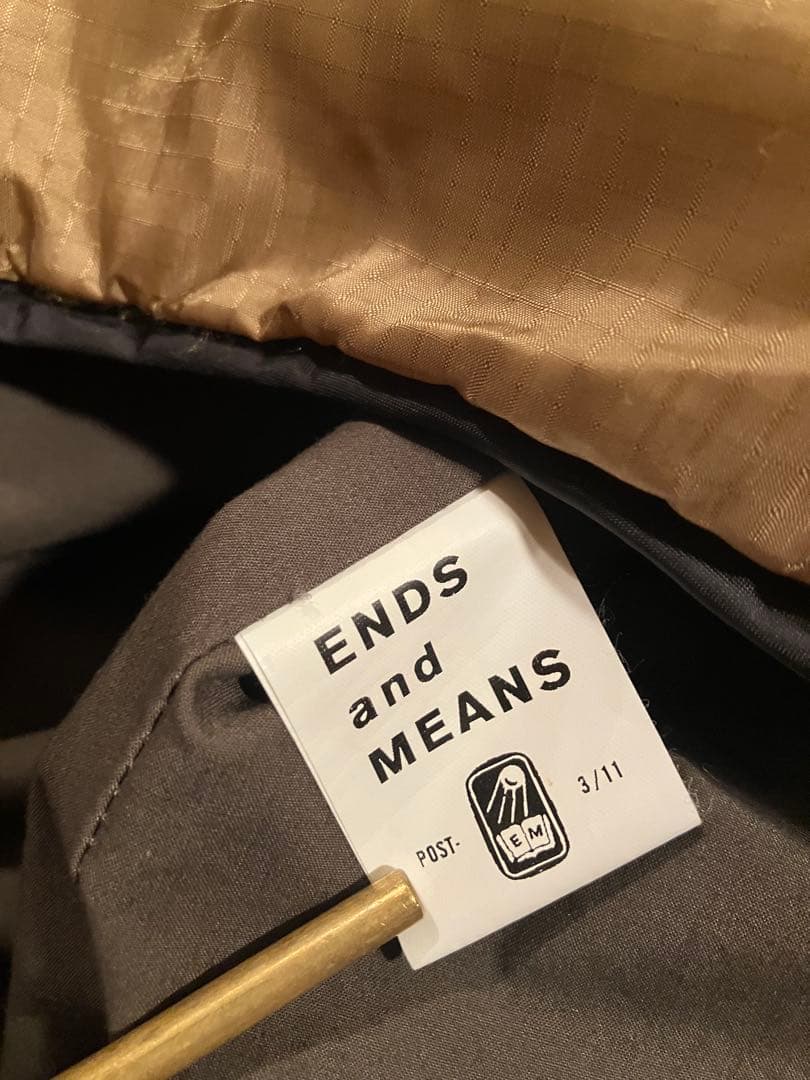 ENDS
and
MEANS
POST- 3/11
EM